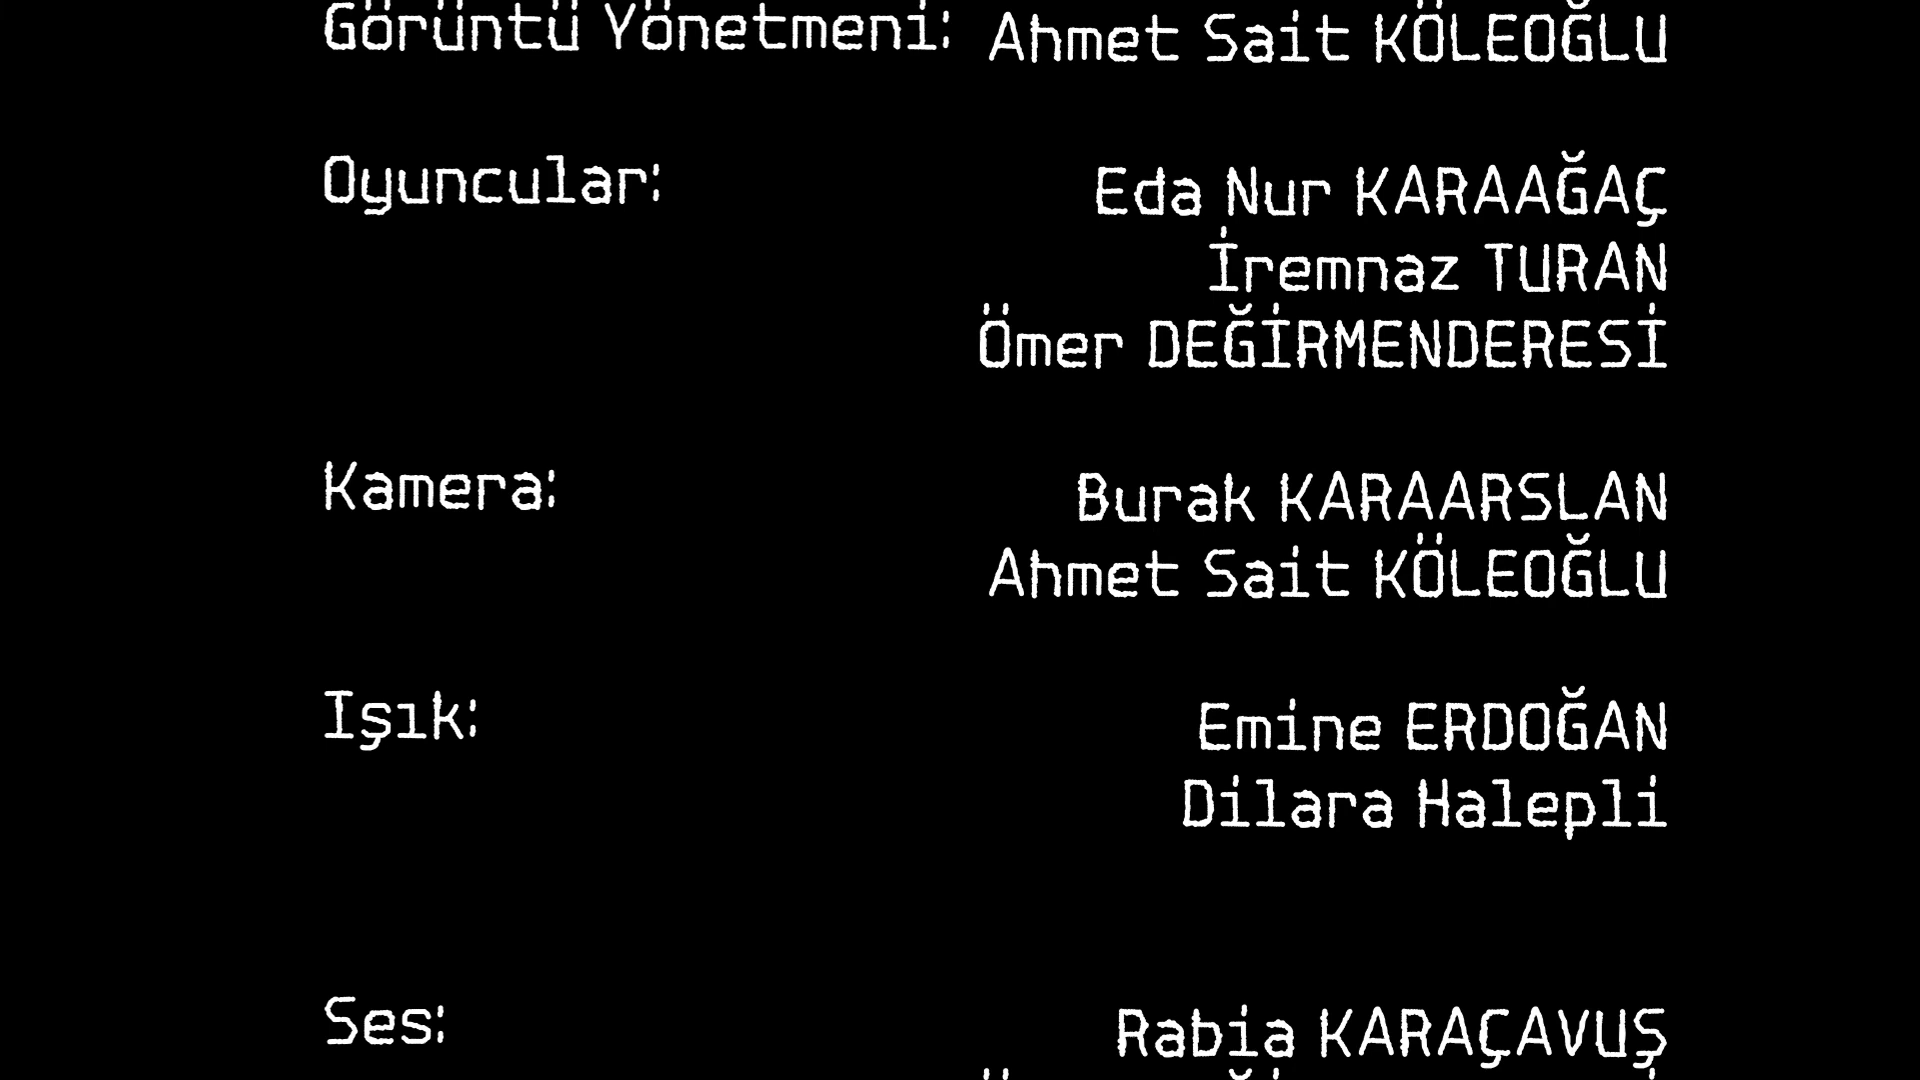 Görüntü Yönetmeni: Ahmet Sait KÖLEOĞLU
Oyuncular: Eda Nur KARAAĞAÇ
İremnaz TURAN
Ömer DEĞİRMENDERESİ
Kamera: Burak KARAARSLAN
Ahmet Sait KÖLEOĞLU
Işık: Emine ERDOĞAN
Dilara Halepli
Ses: Rabia KARAÇAVUŞ